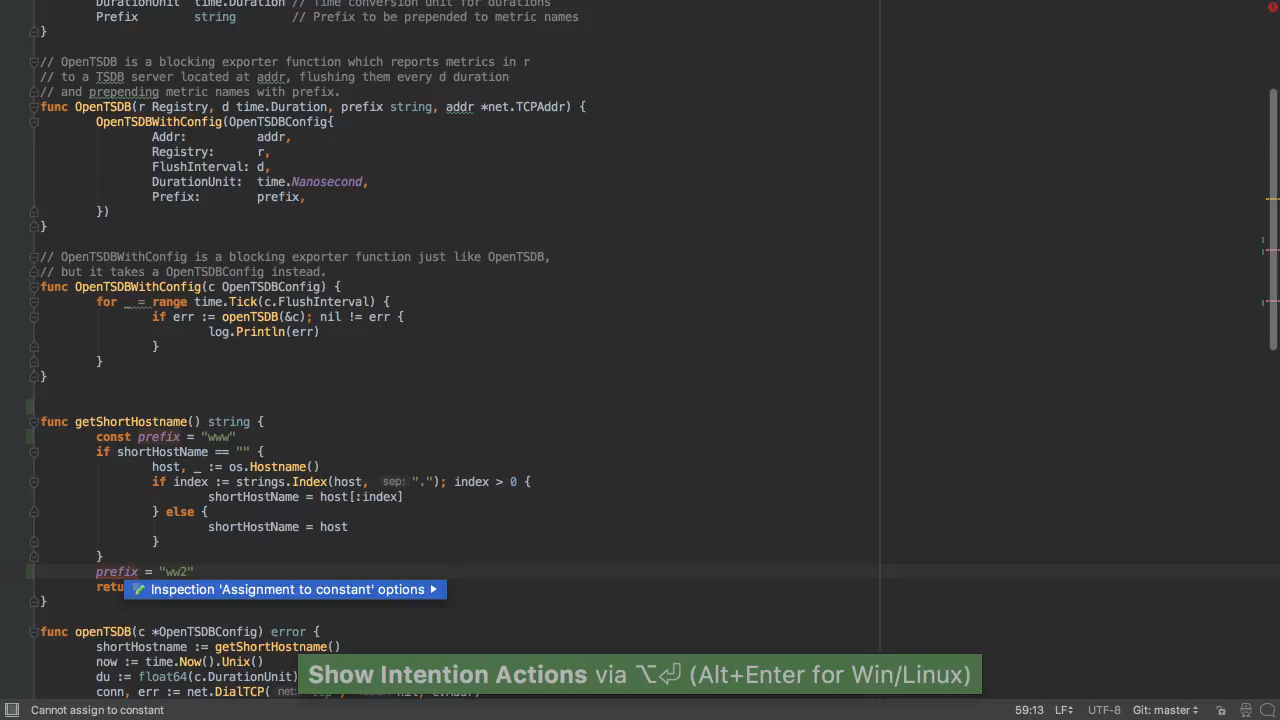 DurationUnit time.Duration // Time conversion unit for durations
Prefix string // Prefix to be prepended to metric names
}
// OpenTSDB is a blocking exporter function which reports metrics in r
// to a TSDB server located at addr, flushing them every d duration
// and prepending metric names with prefix.
func OpenTSDB(r Registry, d time.Duration, prefix string, addr *net.TCPAddr) {
OpenTSDBWithConfig(OpenTSDBConfig{
Addr: addr,
Registry: r,
FlushInterval: d,
DurationUnit: time.Nanosecond,
Prefix: prefix,
})
}
// OpenTSDBWithConfig is a blocking exporter function just like OpenTSDB,
// but it takes a OpenTSDBConfig instead.
func OpenTSDBWithConfig(c OpenTSDBConfig) {
for _ = range time.Tick(c.FlushInterval) {
if err := openTSDB(&c); nil != err {
log.Println(err)
}
}
}
func getShortHostname() string {
const prefix = "www"
if shortHostName == "" {
host, _ := os.Hostname()
if index := strings.Index(host, sep: "."); index > 0 {
shortHostName = host[:index]
} else {
shortHostName = host
}
}
prefix = "ww2"
retu
Inspection 'Assignment to constant' options
}
func openTSDB(c *OpenTSDBConfig) error {
shortHostname := getShortHostname()
now := time.Now().Unix()
du := float64(c.DurationUnit)
conn, err := net.DialTCP( net:
Show Intention Actions via ⌥⏎ (Alt+Enter for Win/Linux)
Cannot assign to constant 59:13 LF UTF-8 Git: master